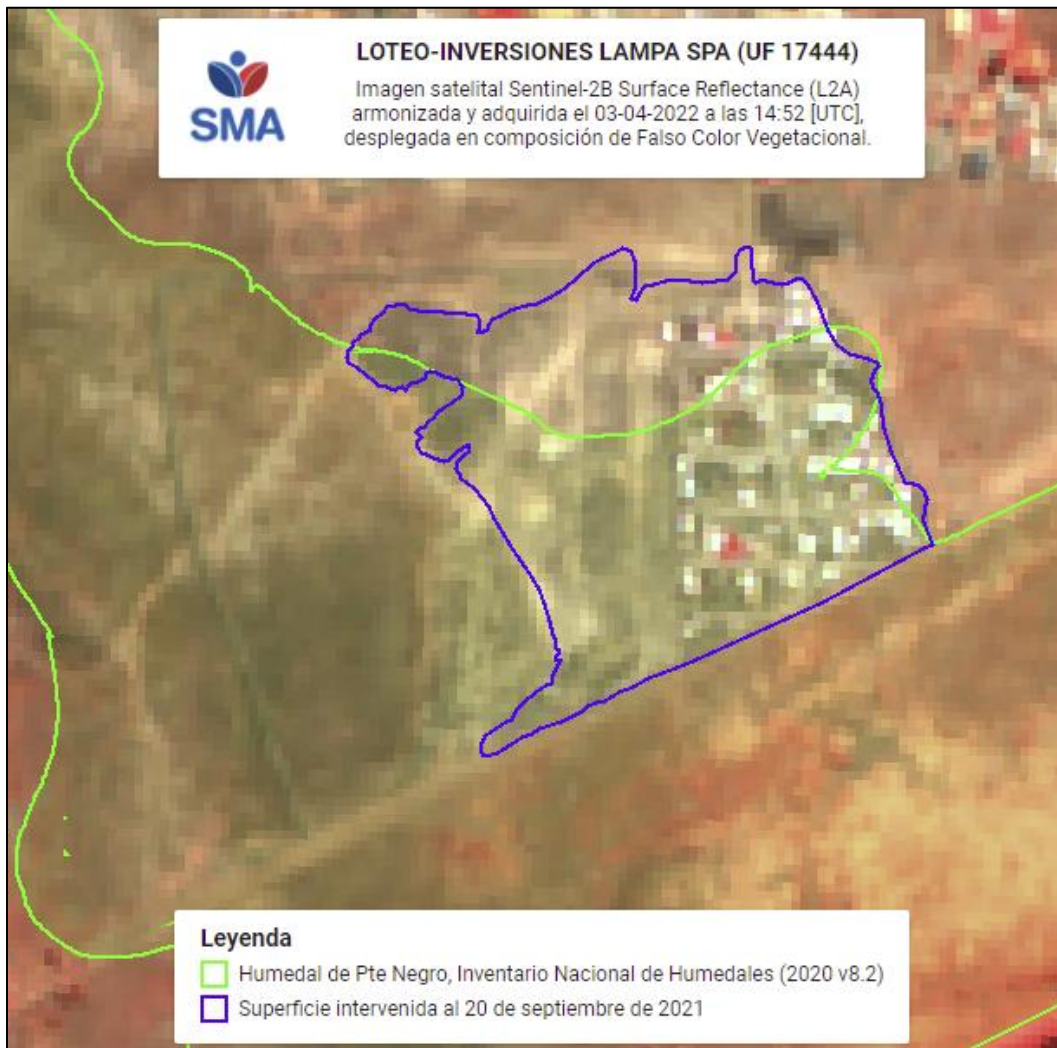 LOTEO-INVERSIONES LAMPA SPA (UF 17444)
Imagen satelital Sentinel-2B Surface Reflectance (L2A)
armonizada y adquirida el 03-04-2022 a las 14:52 [UTC],
desplegada en composición de Falso Color Vegetacional.
SMA
Leyenda
Humedal de Pte Negro, Inventario Nacional de Humedales (2020 v8.2)
Superficie intervenida al 20 de septiembre de 2021